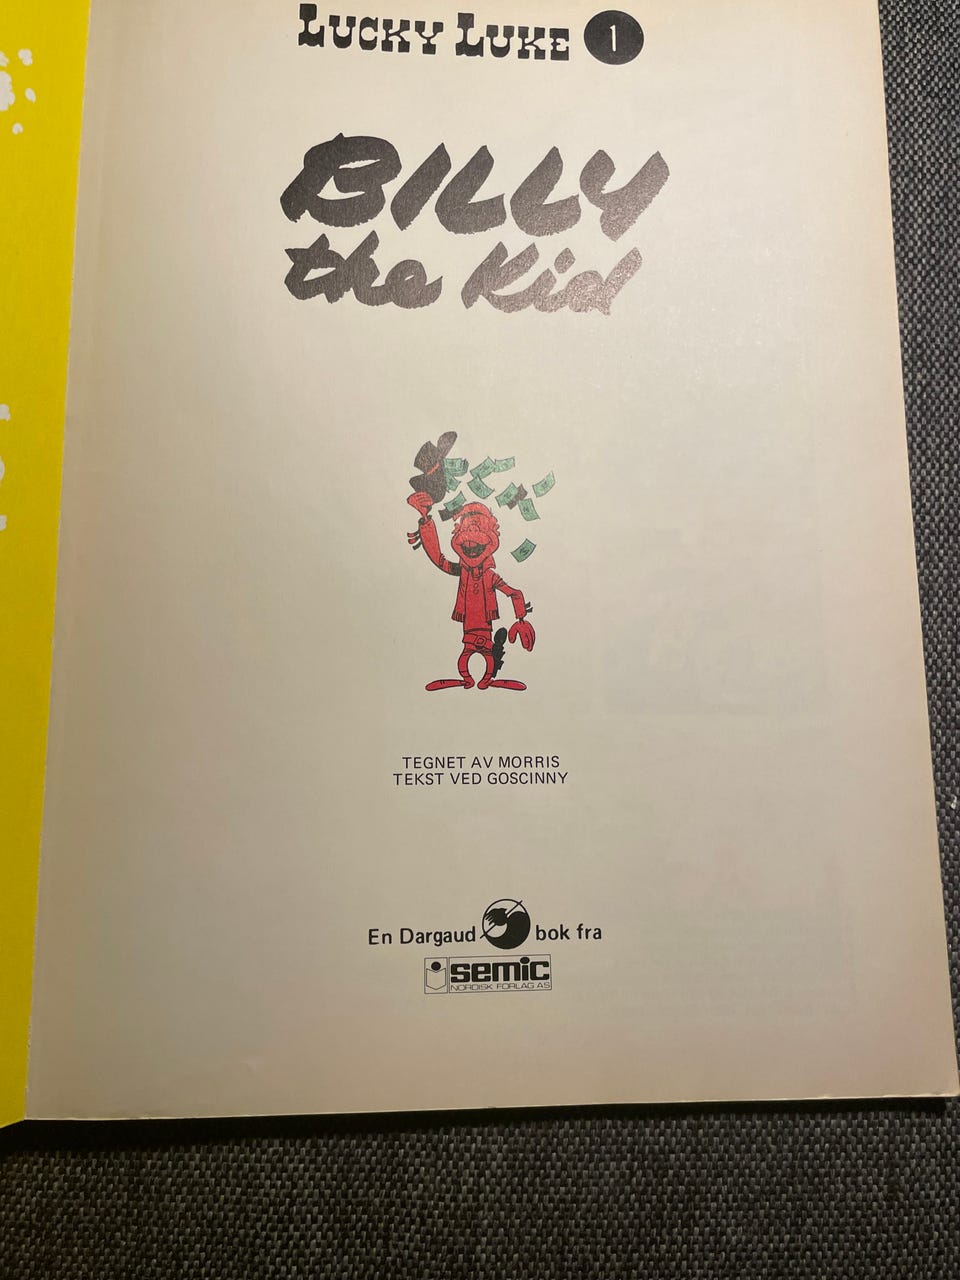 LUCKY LUKE 1
BILLY
the Kid
TEGNET AV MORRIS
TEKST VED GOSCINNY
En Dargaud bok fra
semic
NORDISK FORLAG AS